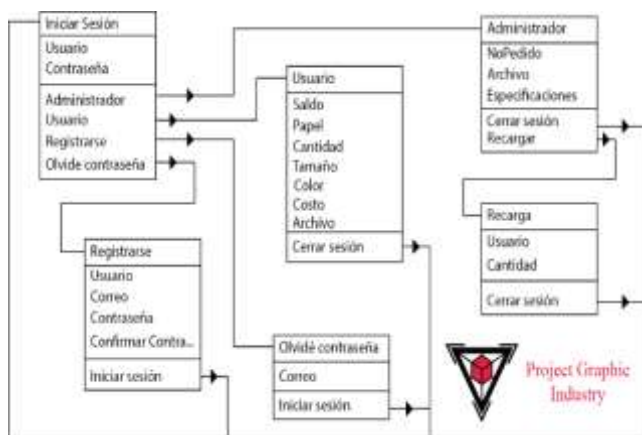 Iniciar Sesión
Usuario
Contraseña
Administrador
Usuario
Registrarse
Olvide contraseña
Usuario
Saldo
Papel
Cantidad
Tamaño
Color
Costo
Archivo
Cerrar sesión
Administrador
NoPedido
Archivo
Especificaciones
Cerrar sesión
Recargar
Recarga
Usuario
Cantidad
Cerrar sesión
Registrarse
Usuario
Correo
Contraseña
Confirmar Contra...
Iniciar sesión
Olvidé contraseña
Correo
Iniciar sesión
Project Graphic
Industry